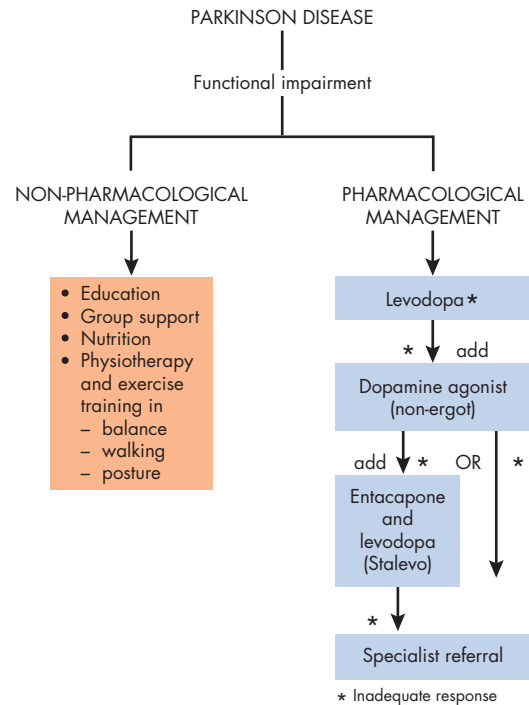 PARKINSON DISEASE
Functional impairment
NON-PHARMACOLOGICAL
MANAGEMENT
• Education
• Group support
• Nutrition
• Physiotherapy
and exercise
training in
– balance
– walking
– posture
PHARMACOLOGICAL
MANAGEMENT
Levodopa*
* add
Dopamine agonist
(non-ergot)
add * OR *
Entacapone
and
levodopa
(Stalevo)
*
Specialist referral
* Inadequate response